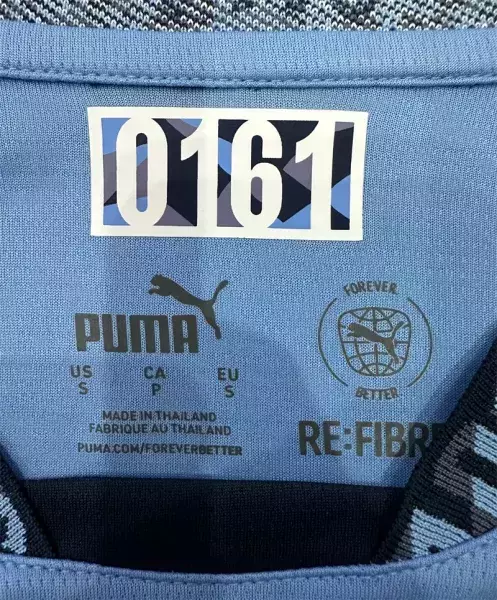 0161
PUMA
US CA EU
S P S
MADE IN THAILAND
FABRIQUE AU THAILAND
PUMA.COM/FOREVERBETTER
FOREVER.
BETTER
RE:FIBRE